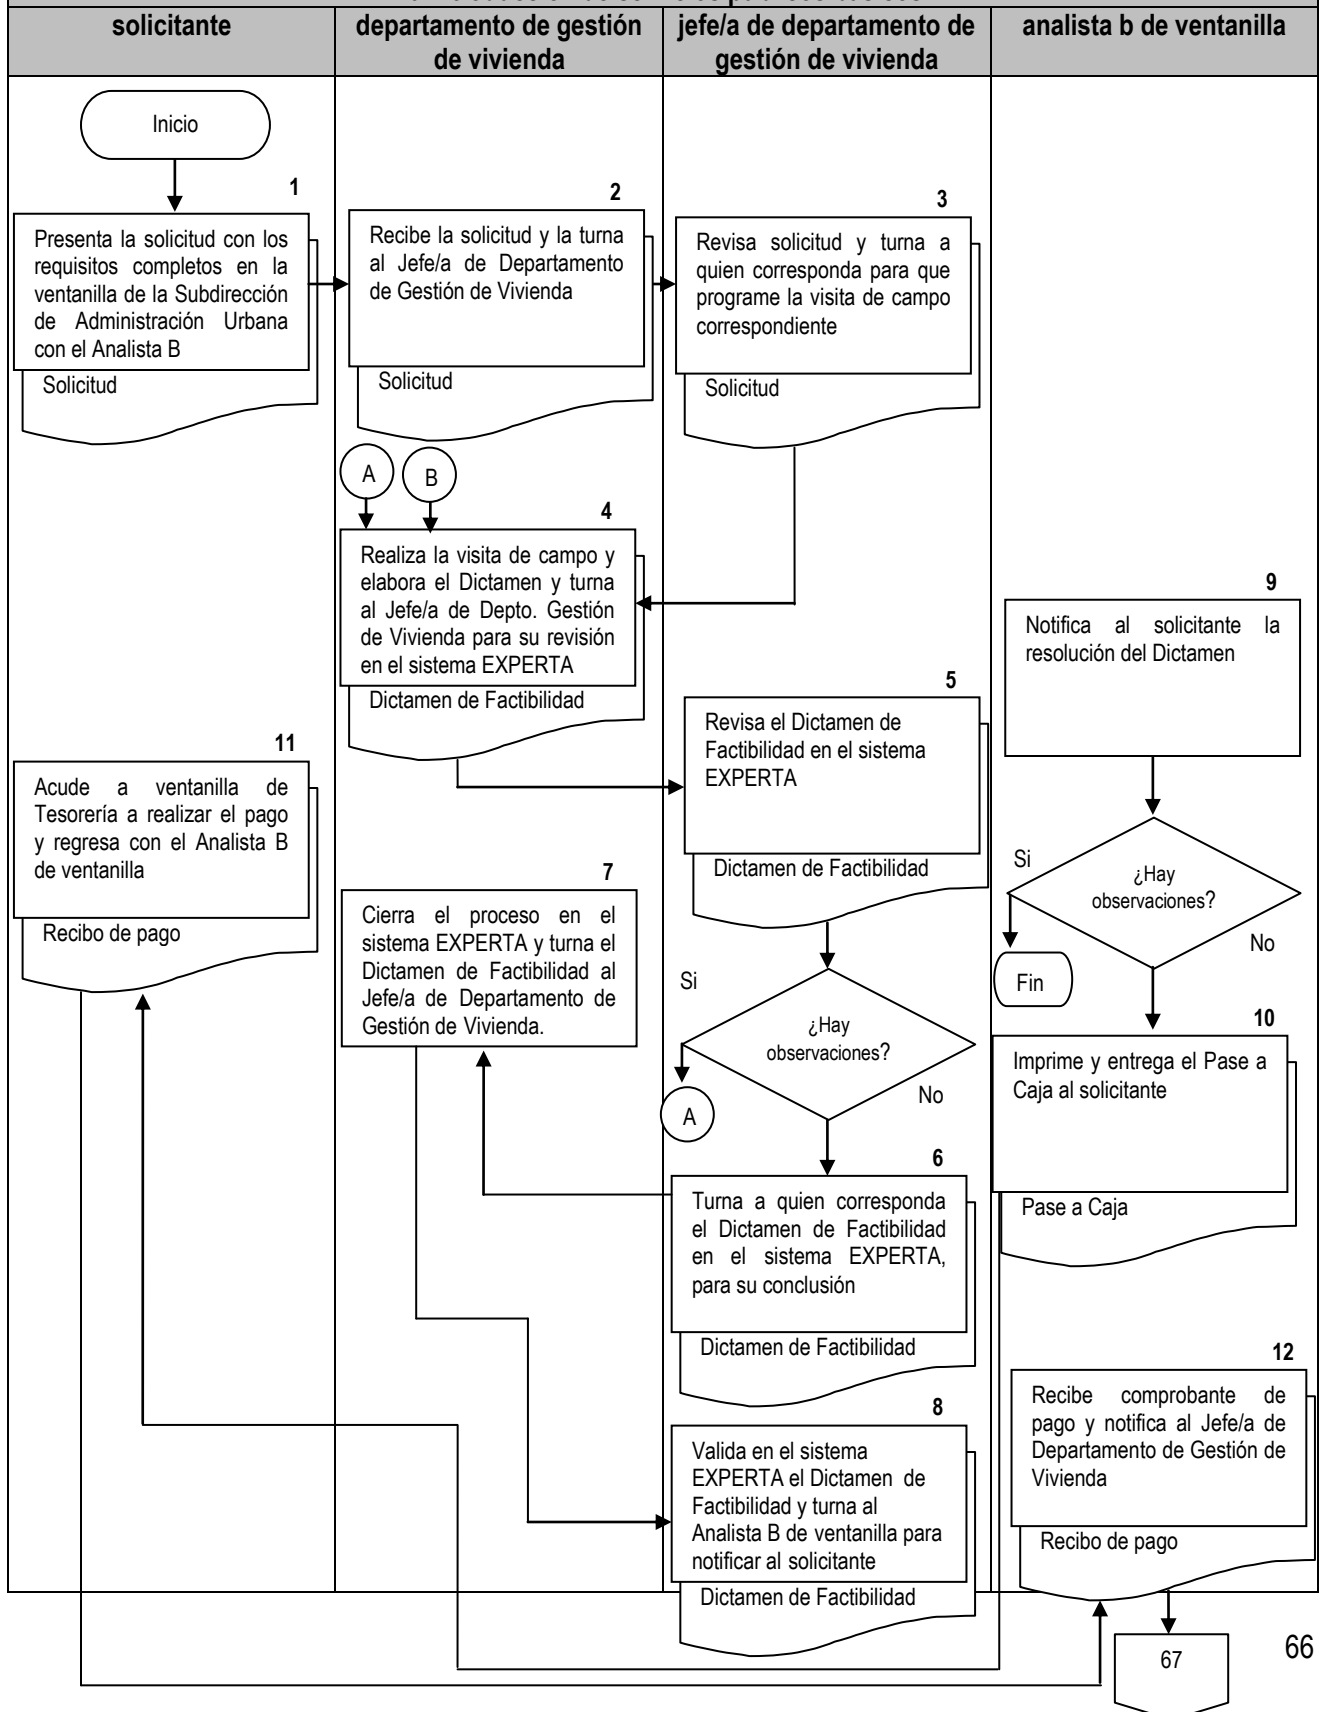 solicitante
departamento de gestión
de vivienda
jefe/a de departamento de
gestión de vivienda
analista b de ventanilla
Inicio
1
Presenta la solicitud con los
requisitos completos en la
ventanilla de la Subdirección
de Administración Urbana
con el Analista B
Solicitud
2
Recibe la solicitud y la turna
al Jefe/a de Departamento
de Gestión de Vivienda
Solicitud
3
Revisa solicitud y turna a
quien corresponda para que
programe la visita de campo
correspondiente
Solicitud
A
B
4
Realiza la visita de campo y
elabora el Dictamen y turna
al Jefe/a de Depto. Gestión
de Vivienda para su revisión
en el sistema EXPERTA
Dictamen de Factibilidad
5
Revisa el Dictamen de
Factibilidad en el sistema
EXPERTA
Dictamen de Factibilidad
Si
¿Hay
observaciones?
No
A
6
Turna a quien corresponda
el Dictamen de Factibilidad
en el sistema EXPERTA,
para su conclusión
Dictamen de Factibilidad
7
Cierra el proceso en el
sistema EXPERTA y turna el
Dictamen de Factibilidad al
Jefe/a de Departamento de
Gestión de Vivienda.
8
Valida en el sistema
EXPERTA el Dictamen de
Factibilidad y turna al
Analista B de ventanilla para
notificar al solicitante
Dictamen de Factibilidad
9
Notifica al solicitante la
resolución del Dictamen
Si
¿Hay
observaciones?
No
Fin
10
Imprime y entrega el Pase a
Caja al solicitante
Pase a Caja
11
Acude a ventanilla de
Tesorería a realizar el pago
y regresa con el Analista B
de ventanilla
Recibo de pago
12
Recibe comprobante de
pago y notifica al Jefe/a de
Departamento de Gestión de
Vivienda
Recibo de pago
67
66